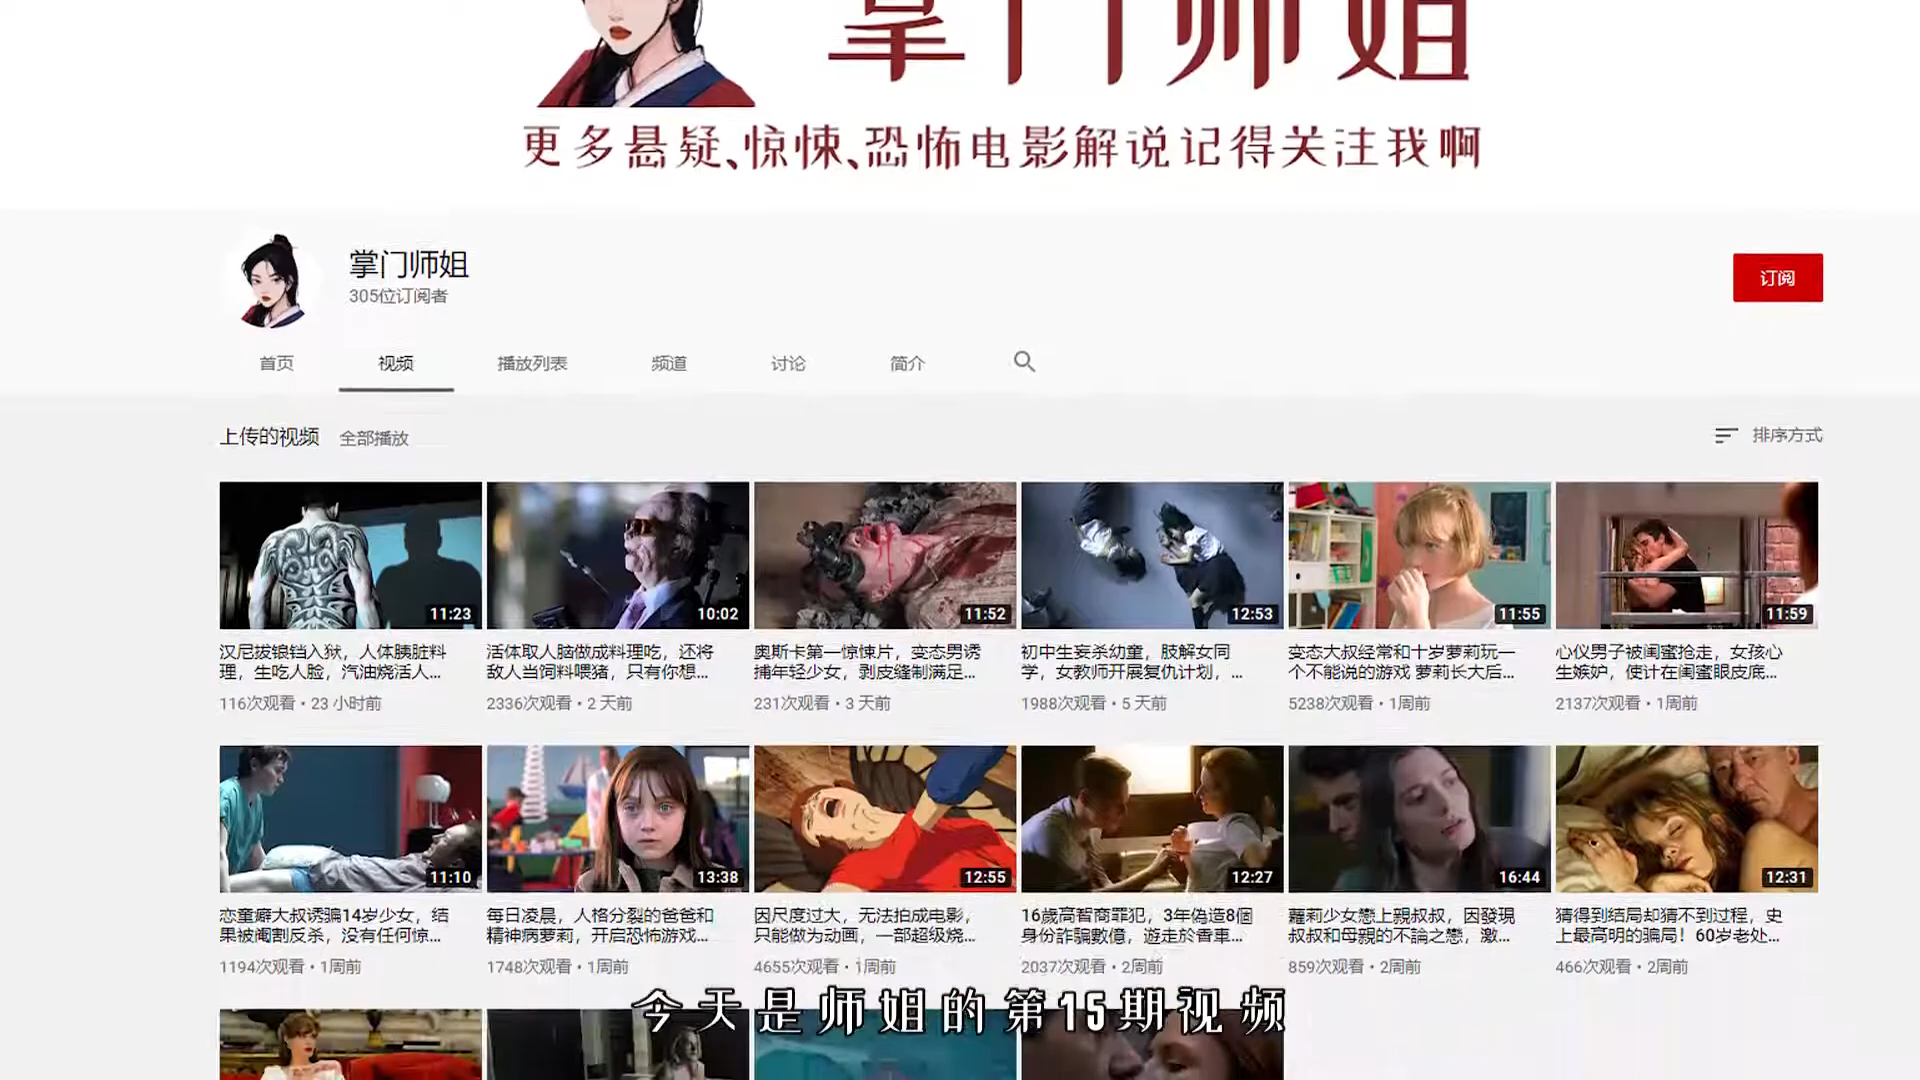 掌门师姐
更多悬疑、惊悚、恐怖电影解说记得关注我啊
掌门师姐
305位订阅者
订阅
首页
视频
播放列表
频道
讨论
简介
上传的视频 全部播放
排序方式
11:23
10:02
11:52
12:53
11:55
11:59
汉尼拔锒铛入狱，人体胰脏料
理，生吃人脸，汽油烧活人...
116次观看 • 23 小时前
活体取人脑做成料理吃，还将
敌人当饲料喂猪，只有你想...
2336次观看 • 2 天前
奥斯卡第一惊悚片，变态男诱
捕年轻少女，剥皮缝制满足...
231次观看 • 3 天前
初中生妄杀幼童，肢解女同
学，女教师开展复仇计划，...
1988次观看 • 5 天前
变态大叔经常和十岁萝莉玩一
个不能说的游戏 萝莉长大后...
5238次观看 • 1周前
心仪男子被闺蜜抢走，女孩心
生嫉妒，使计在闺蜜眼皮底...
2137次观看 • 1周前
11:10
13:38
12:55
12:27
16:44
12:31
恋童癖大叔诱骗14岁少女，结
果被阉割反杀，没有任何惊...
1194次观看 • 1周前
每日凌晨，人格分裂的爸爸和
精神病萝莉，开启恐怖游戏...
1748次观看 • 1周前
因尺度过大，无法拍成电影，
只能做为动画，一部超级烧...
4655次观看 • 1周前
16歲高智商罪犯，3年偽造8個
身份詐騙數億，遊走於香車...
2037次观看 • 2周前
蘿莉少女戀上親叔叔，因發現
叔叔和母親的不論之戀，激...
859次观看 • 2周前
猜得到结局却猜不到过程，史
上最高明的骗局！60岁老处...
466次观看 • 2周前
今天是师姐的第15期视频